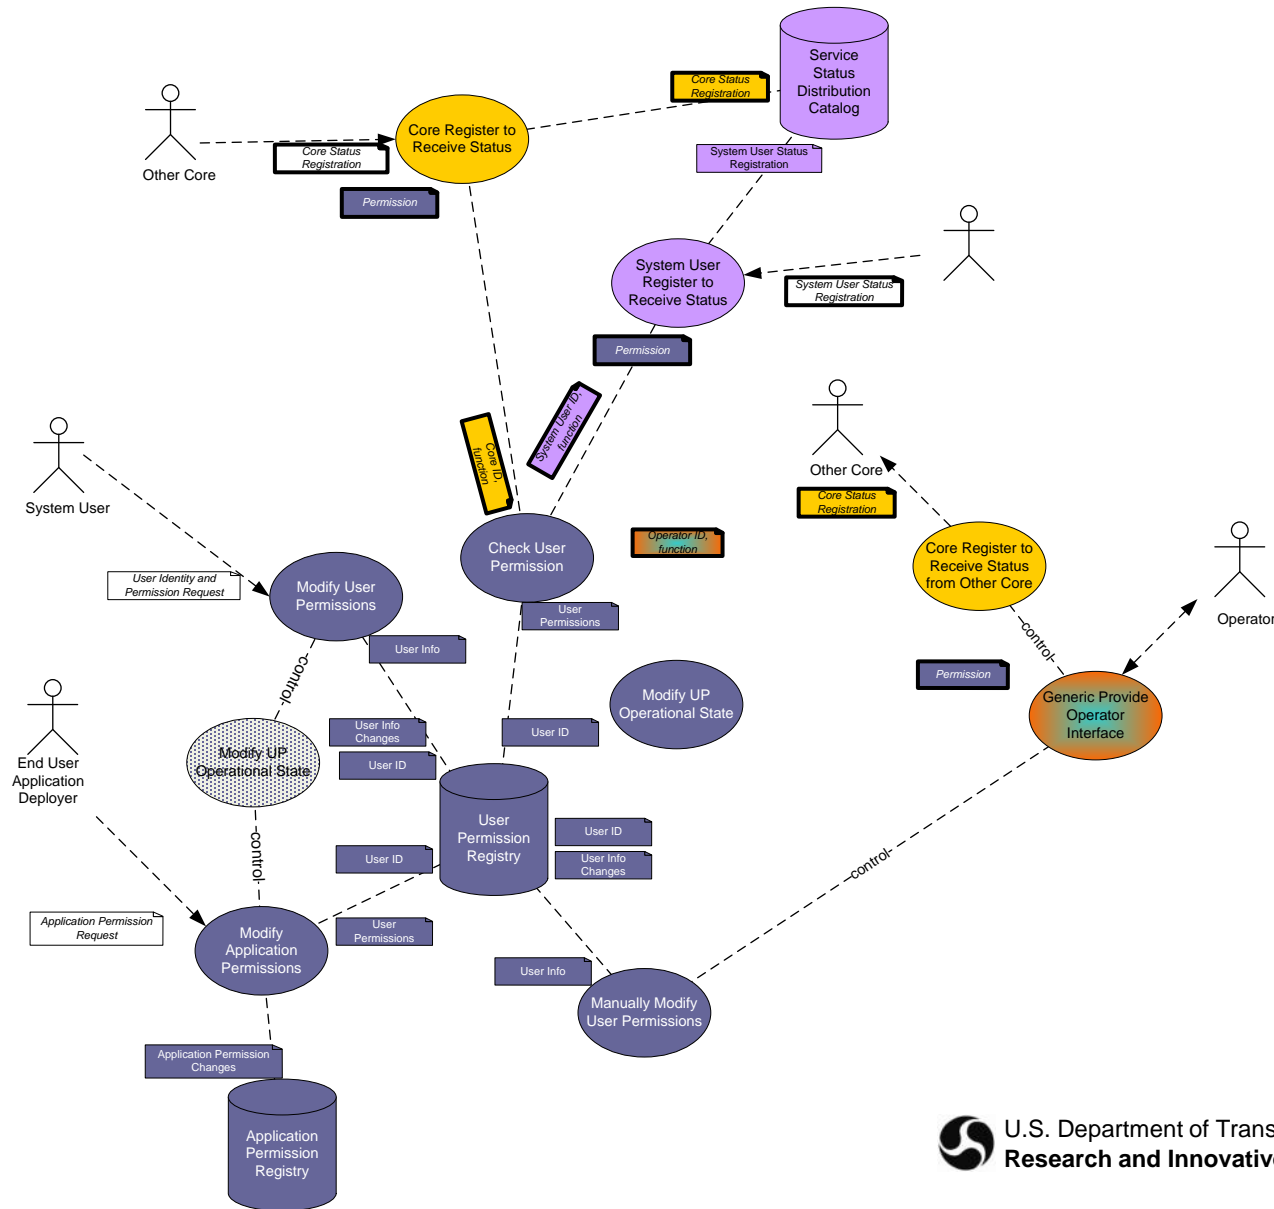 Service
Status
Distribution
Catalog
Core Status
Registration
Core Register to
Receive Status
Other Core
Core Status
Registration
System User Status
Registration
Permission
System User
Register to
Receive Status
System User Status
Registration
Permission
System User ID,
function
Core ID,
function
Other Core
Core Status
Registration
System User
Check User
Permission
Operator ID,
function
Core Register to
Receive Status
from Other Core
User Identity and
Permission Request
Modify User
Permissions
User
Permissions
Operator
User Info
-control-
-control-
Permission
Modify UP
Operational State
Generic Provide
Operator
Interface
User Info
Changes
User ID
User ID
Modify UP
Operational State
End User
Application
Deployer
User
Permission
Registry
User ID
User Info
Changes
User ID
-control-
-control-
Application Permission
Request
Modify
Application
Permissions
User
Permissions
User Info
Manually Modify
User Permissions
Application Permission
Changes
Application
Permission
Registry
U.S. Department of Trans
Research and Innovative